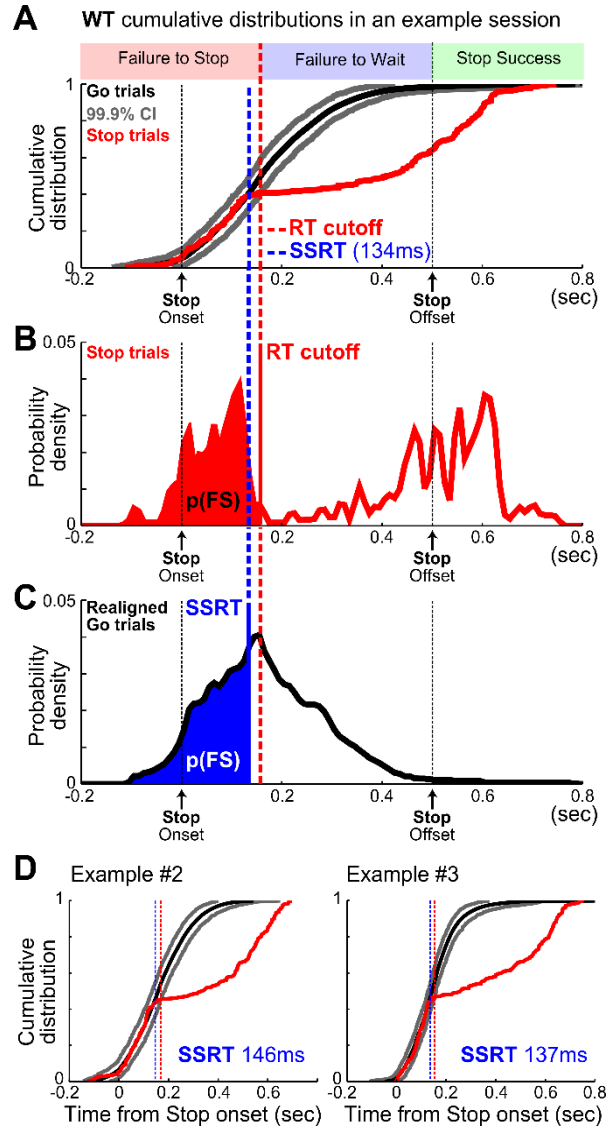 A
WT cumulative distributions in an example session
Failure to Stop
Failure to Wait
Stop Success
Go trials
99.9% CI
Stop trials
Cumulative
distribution
1
0
RT cutoff
SSRT (134ms)
-0.2
0
0.2
0.4
0.6
0.8
(sec)
Stop
Onset
Stop
Offset
B
Stop trials
RT cutoff
Probability
density
0.05
0
p(FS)
-0.2
0
0.2
0.4
0.6
0.8
Stop
Onset
Stop
Offset
C
Realigned
Go trials
SSRT
Probability
density
0.05
0
p(FS)
-0.2
0
0.2
0.4
0.6
0.8
(sec)
Stop
Onset
Stop
Offset
D
Example #2
Cumulative
distribution
1
0
SSRT 146ms
-0.2
0
0.2
0.4
0.6
0.8
Time from Stop onset (sec)
Example #3
1
0
SSRT 137ms
-0.2
0
0.2
0.4
0.6
0.8
Time from Stop onset (sec)